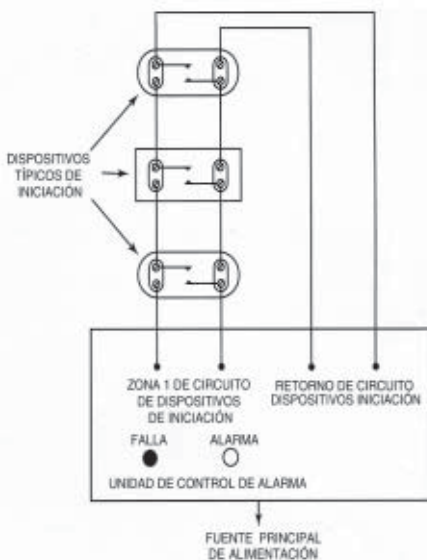 DISPOSITIVOS
TÍPICOS DE
INICIACIÓN
ZONA 1 DE CIRCUITO
DE DISPOSITIVOS
DE INICIACIÓN
RETORNO DE CIRCUITO
DISPOSITIVOS INICIACIÓN
FALLA
ALARMA
UNIDAD DE CONTROL DE ALARMA
FUENTE PRINCIPAL
DE ALIMENTACIÓN